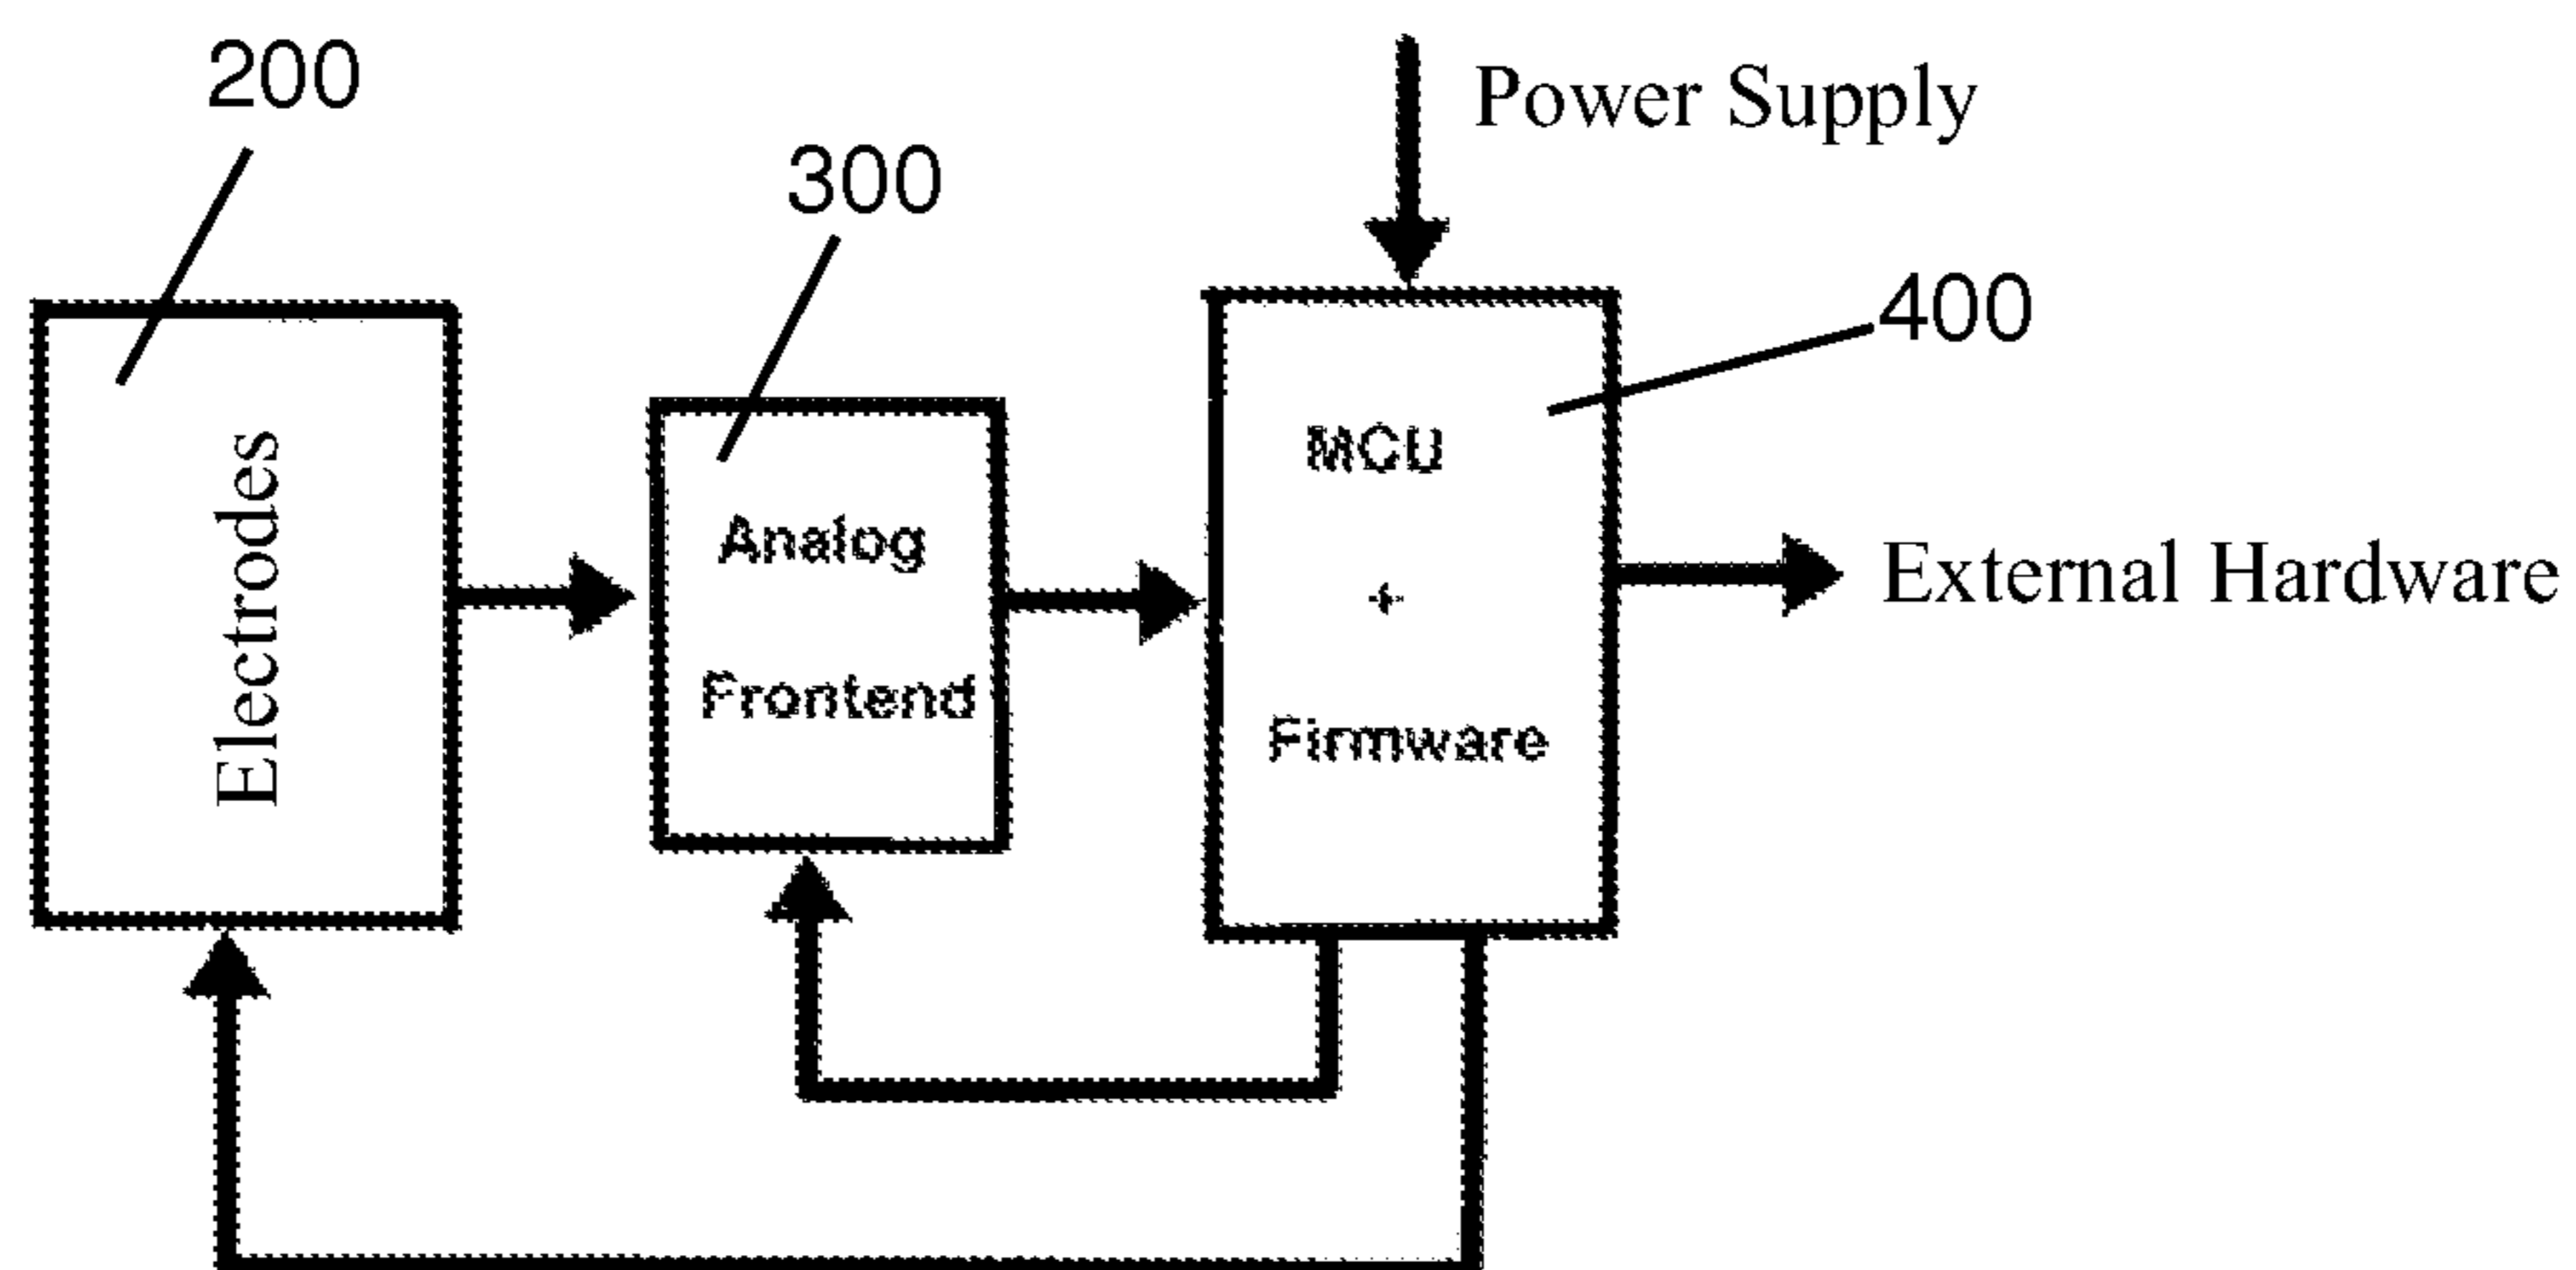 200
300
Power Supply
400
Electrodes
Analog
Frontend
MCU
+
Firmware
External Hardware